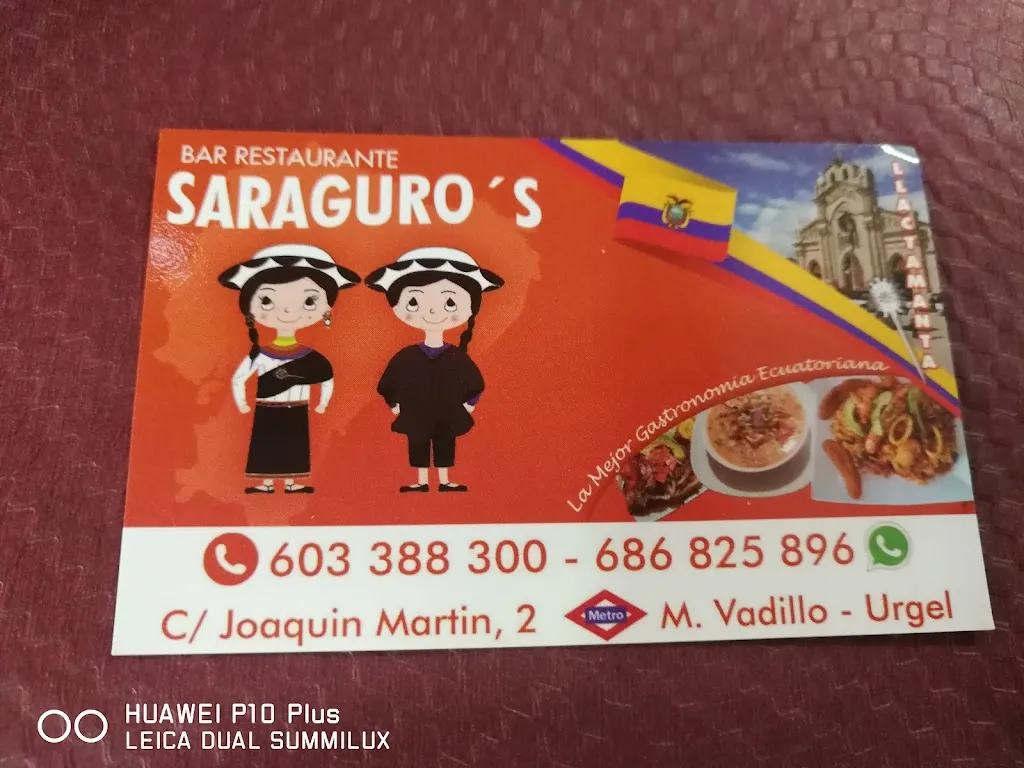 BAR RESTAURANTE
SARAGURO ´S
LLACTAMANTA
La Mejor Gastronomía Ecuatoriana
603 388 300 - 686 825 896
C/ Joaquin Martin, 2 Metro M. Vadillo - Urgel
HUAWEI P10 Plus
LEICA DUAL SUMMILUX